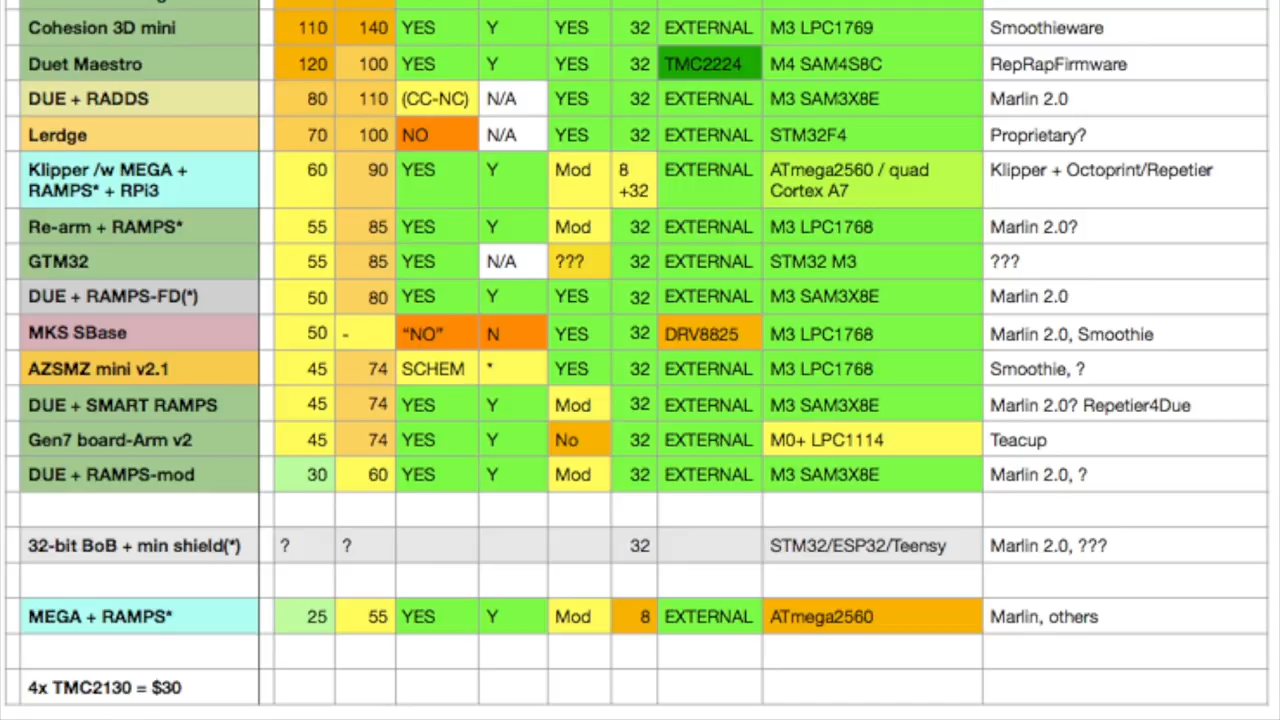 Cohesion 3D mini 110 140 YES Y YES 32 EXTERNAL M3 LPC1769 Smoothieware
Duet Maestro 120 100 YES Y YES 32 TMC2224 M4 SAM4S8C RepRapFirmware
DUE + RADDS 80 110 (CC-NC) N/A YES 32 EXTERNAL M3 SAM3X8E Marlin 2.0
Lerdge 70 100 NO N/A YES 32 EXTERNAL STM32F4 Proprietary?
Klipper /w MEGA + 60 90 YES Y Mod 8 EXTERNAL ATmega2560 / quad Klipper + Octoprint/Repetier
RAMPS* + RPi3 +32 Cortex A7
Re-arm + RAMPS* 55 85 YES Y Mod 32 EXTERNAL M3 LPC1768 Marlin 2.0?
GTM32 55 85 YES N/A ??? 32 EXTERNAL STM32 M3 ???
DUE + RAMPS-FD(*) 50 80 YES Y YES 32 EXTERNAL M3 SAM3X8E Marlin 2.0
MKS SBase 50 - “NO” N YES 32 DRV8825 M3 LPC1768 Marlin 2.0, Smoothie
AZSMZ mini v2.1 45 74 SCHEM * YES 32 EXTERNAL M3 LPC1768 Smoothie, ?
DUE + SMART RAMPS 45 74 YES Y Mod 32 EXTERNAL M3 SAM3X8E Marlin 2.0? Repetier4Due
Gen7 board-Arm v2 45 74 YES Y No 32 EXTERNAL M0+ LPC1114 Teacup
DUE + RAMPS-mod 30 60 YES Y Mod 32 EXTERNAL M3 SAM3X8E Marlin 2.0, ?
32-bit BoB + min shield(*) ? ? 32 STM32/ESP32/Teensy Marlin 2.0, ???
MEGA + RAMPS* 25 55 YES Y Mod 8 EXTERNAL ATmega2560 Marlin, others
4x TMC2130 = $30